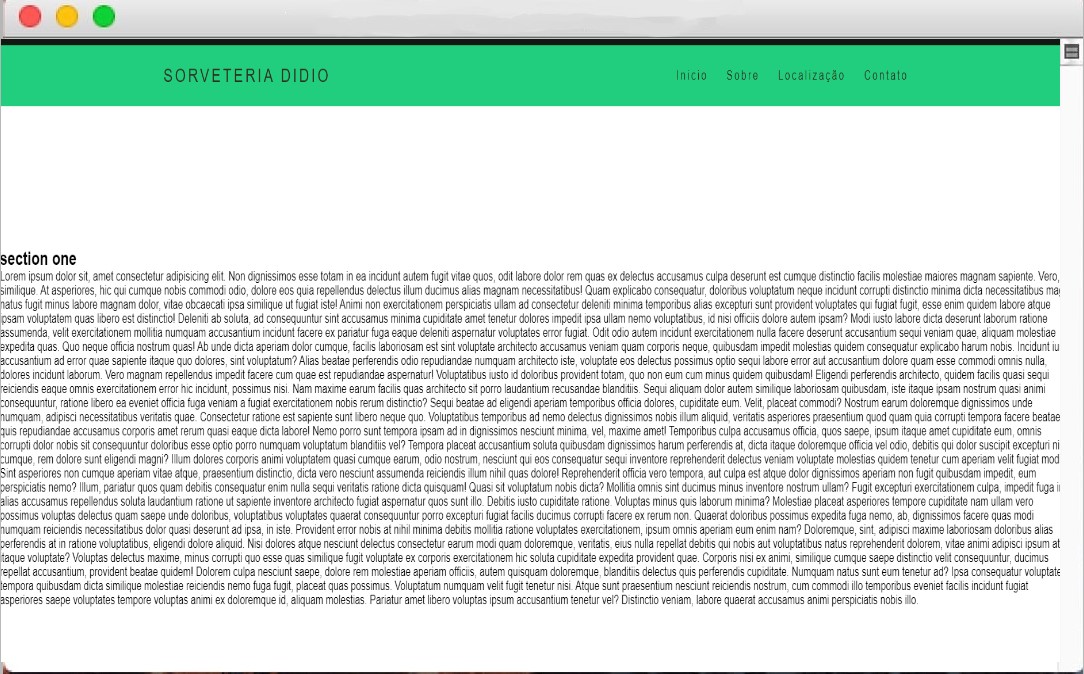 SORVETERIA DIDIO
Inicio Sobre Localização Contato
section one
Lorem ipsum dolor sit, amet consectetur adipisicing elit. Non dignissimos esse totam in ea incidunt autem fugit vitae quos, odit labore dolor rem quas ex delectus accusamus culpa deserunt est cumque distinctio facilis molestiae maiores magnam sapiente. Vero,
similique. At asperiores, hic qui cumque nobis commodi odio, dolore eos quia repellendus delectus illum ducimus alias magnam necessitatibus! Quam explicabo consequatur, doloribus voluptatum neque incidunt corrupti distinctio minima dicta necessitatibus mag
natus fugit minus labore magnam dolor, vitae obcaecati ipsa similique ut fugiat iste! Animi non exercitationem perspiciatis ullam ad consectetur deleniti minima temporibus alias excepturi sunt provident voluptates qui fugiat fugit, esse enim quidem labore atque
ipsam voluptatem quas libero est distinctio! Deleniti ab soluta, ad consequuntur sint accusamus minima cupiditate amet tenetur dolores impedit ipsa ullam nemo voluptatibus, id nisi officiis dolore autem ipsam? Modi iusto labore dicta deserunt laborum ratione
assumenda, velit exercitationem mollitia numquam accusantium incidunt facere ex pariatur fuga eaque deleniti aspernatur voluptates error fugiat. Odit odio autem incidunt exercitationem nulla facere deserunt accusantium sequi veniam quae, aliquam molestiae
expedita quas. Quo neque officia nostrum quas! Ab unde dicta aperiam dolor cumque, facilis laboriosam est sint voluptate architecto accusamus veniam quam corporis neque, quibusdam impedit molestias quidem consequatur explicabo harum nobis. Incidunt iu
accusantium ad error quae sapiente itaque quo dolores, sint voluptatum? Alias beatae perferendis odio repudiandae numquam architecto iste, voluptate eos delectus possimus optio sequi labore error aut accusantium dolore quam esse commodi omnis nulla,
dolores incidunt laborum. Vero magnam repellendus impedit facere cum quae est repudiandae aspernatur! Voluptatibus iusto id doloribus provident totam, quo non eum cum minus quidem quibusdam! Eligendi perferendis architecto, quidem facilis quasi sequi
reiciendis eaque omnis exercitationem error hic incidunt, possimus nisi. Nam maxime earum facilis quas architecto sit porro laudantium recusandae blanditiis. Sequi aliquam dolor autem similique laboriosam quibusdam, iste itaque ipsam nostrum quasi animi
consequuntur, ratione libero ea eveniet officia fuga veniam a fugiat exercitationem nobis rerum distinctio? Sequi beatae ad eligendi aperiam temporibus officia dolores, cupiditate eum. Velit, placeat commodi? Nostrum earum doloremque dignissimos unde
numquam, adipisci necessitatibus veritatis quae. Consectetur ratione est sapiente sunt libero neque quo. Voluptatibus temporibus ad nemo delectus dignissimos nobis illum aliquid, veritatis asperiores praesentium quod quam quia corrupti tempora facere beatae
quis repudiandae accusamus corporis amet rerum quasi eaque dicta labore! Nemo porro sunt tempora ipsam ad in dignissimos nesciunt minima, vel, maxime amet! Temporibus culpa accusamus officia, quos saepe, ipsum itaque amet cupiditate eum, omnis
corrupti dolor nobis sit consequuntur doloribus esse optio porro numquam voluptatum blanditiis vel? Tempora placeat accusantium soluta quibusdam dignissimos harum perferendis at, dicta itaque doloremque officia vel odio, debitis qui dolor suscipit excepturi ni
cumque, rem dolore sunt eligendi magni? Illum dolores corporis animi voluptatum quasi cumque earum, odio nostrum, nesciunt qui eos consequatur sequi inventore reprehenderit delectus veniam voluptate molestias quidem tenetur cum aperiam velit fugiat mod
Sint asperiores non cumque aperiam vitae atque, praesentium distinctio, dicta vero nesciunt assumenda reiciendis illum nihil quas dolore! Reprehenderit officia vero tempora, aut culpa est atque dolor dignissimos aperiam non fugit quibusdam impedit, eum
perspiciatis nemo? Illum, pariatur quos quam debitis consequatur enim nulla sequi veritatis ratione dicta quisquam! Quasi sit voluptatum nobis dicta? Mollitia omnis sint ducimus minus inventore nostrum ullam? Fugit excepturi exercitationem culpa, impedit fuga i
alias accusamus repellendus soluta laudantium ratione ut sapiente inventore architecto fugiat aspernatur quos sunt illo. Debitis iusto cupiditate ratione. Voluptas minus quis laborum minima? Molestiae placeat asperiores tempore cupiditate nam ullam vero
possimus voluptas delectus quam saepe unde doloribus, voluptatibus voluptates quaerat consequuntur porro excepturi fugiat facilis ducimus corrupti facere ex rerum non. Quaerat doloribus possimus expedita fuga nemo, ab, dignissimos facere quas modi
numquam reiciendis necessitatibus dolor quasi deserunt ad ipsa, in iste. Provident error nobis at nihil minima debitis mollitia ratione voluptates exercitationem, ipsum omnis aperiam eum enim nam? Doloremque, sint, adipisci maxime laboriosam doloribus alias
perferendis at in ratione voluptatibus, eligendi dolore aliquid. Nisi dolores atque nesciunt delectus consectetur earum modi quam doloremque, veritatis, eius nulla repellat debitis qui nobis aut voluptatibus natus reprehenderit dolorem, vitae animi adipisci ipsum at
itaque voluptate? Voluptas delectus maxime, minus corrupti quo esse quas similique fugit voluptate ex corporis exercitationem hic soluta cupiditate expedita provident quae. Corporis nisi ex animi, similique cumque saepe distinctio velit consequuntur, ducimus
repellat accusantium, provident beatae quidem! Dolorem culpa nesciunt saepe, dolore rem molestiae aperiam officiis, autem quisquam doloremque, blanditiis delectus quis perferendis cupiditate. Numquam natus sunt eum tenetur ad? Ipsa consequatur voluptate
tempora quibusdam dicta similique molestiae reiciendis nemo fuga fugit, placeat quas possimus. Voluptatum numquam velit fugit tenetur nisi. Atque sunt praesentium nesciunt reiciendis nostrum, cum commodi illo temporibus eveniet facilis incidunt fugiat
asperiores saepe voluptates tempore voluptas animi ex doloremque id, aliquam molestias. Pariatur amet libero voluptas ipsum accusantium tenetur vel? Distinctio veniam, labore quaerat accusamus animi perspiciatis nobis illo.